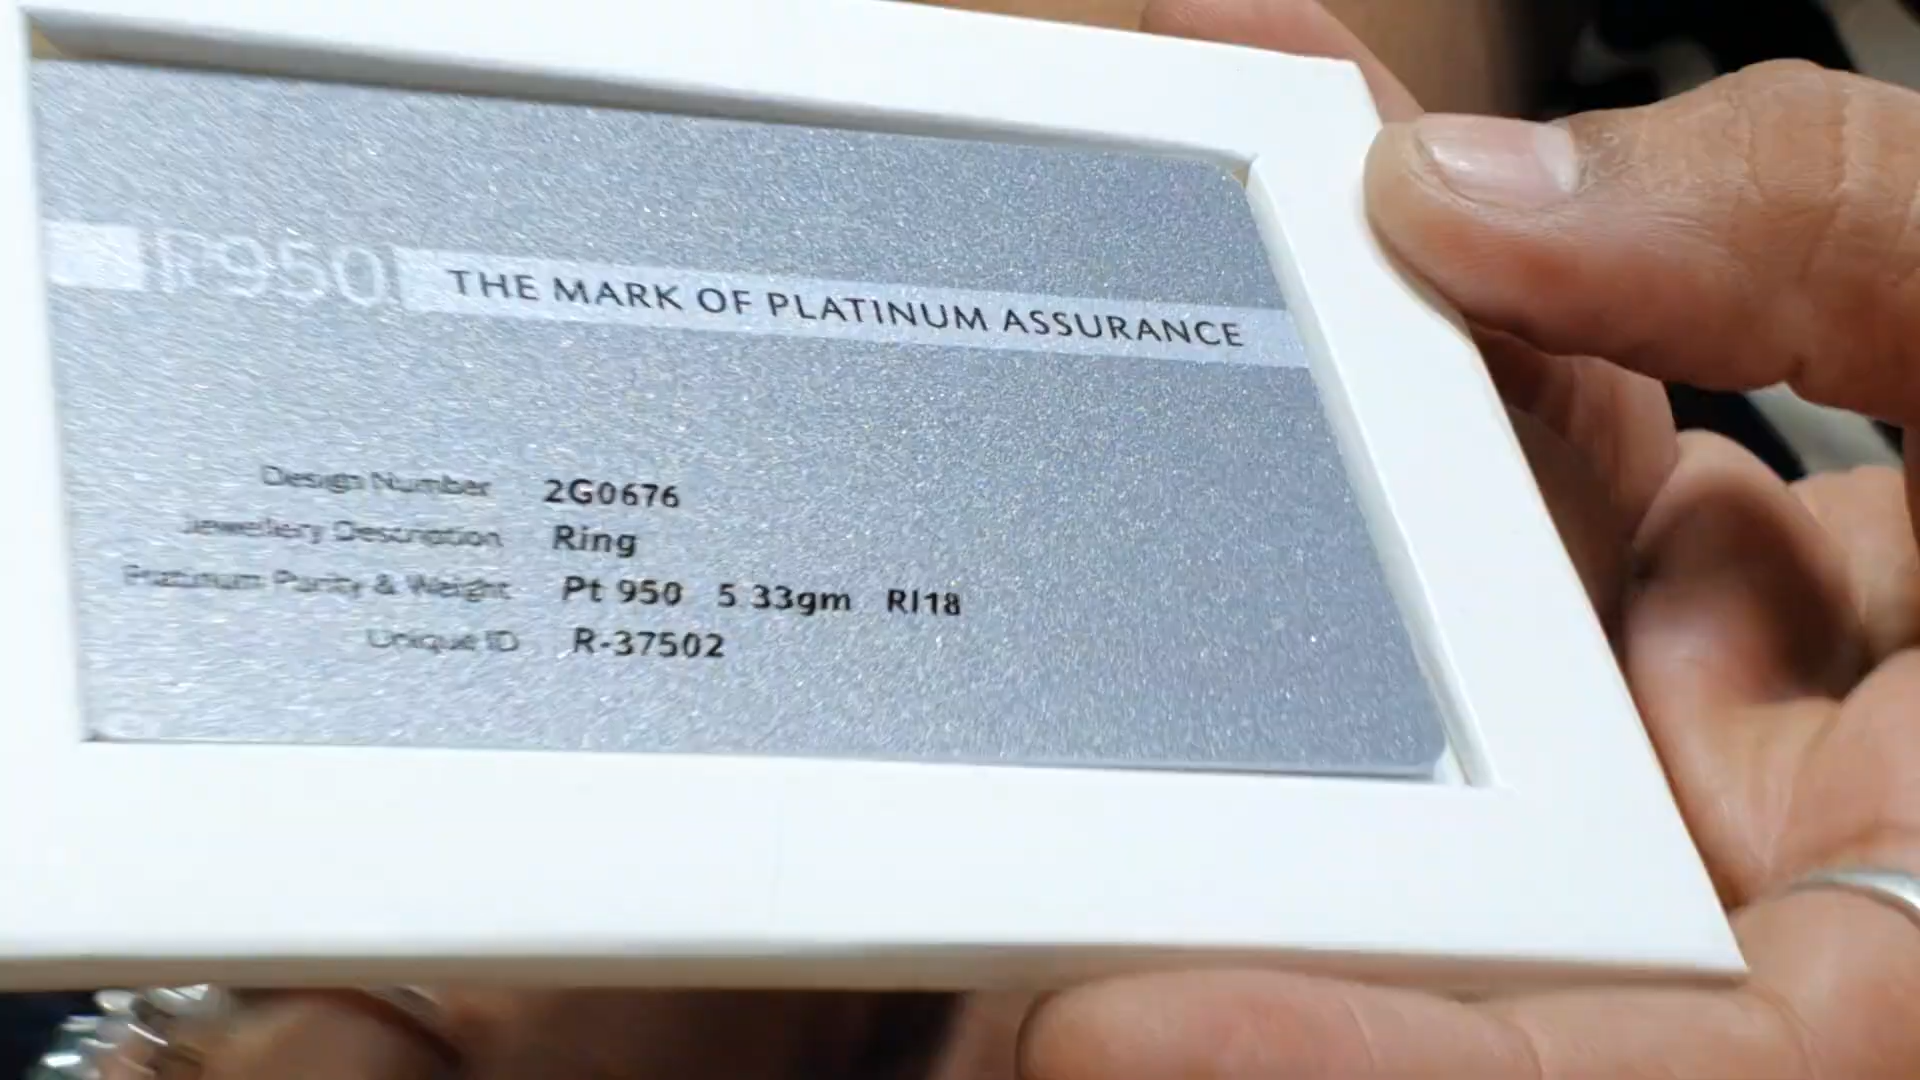 P950 THE MARK OF PLATINUM ASSURANCE
Design Number 2G0676
Jewellery Description Ring
Platinum Purity & Weight Pt 950 5 33gm RI18
Unique ID R-37502